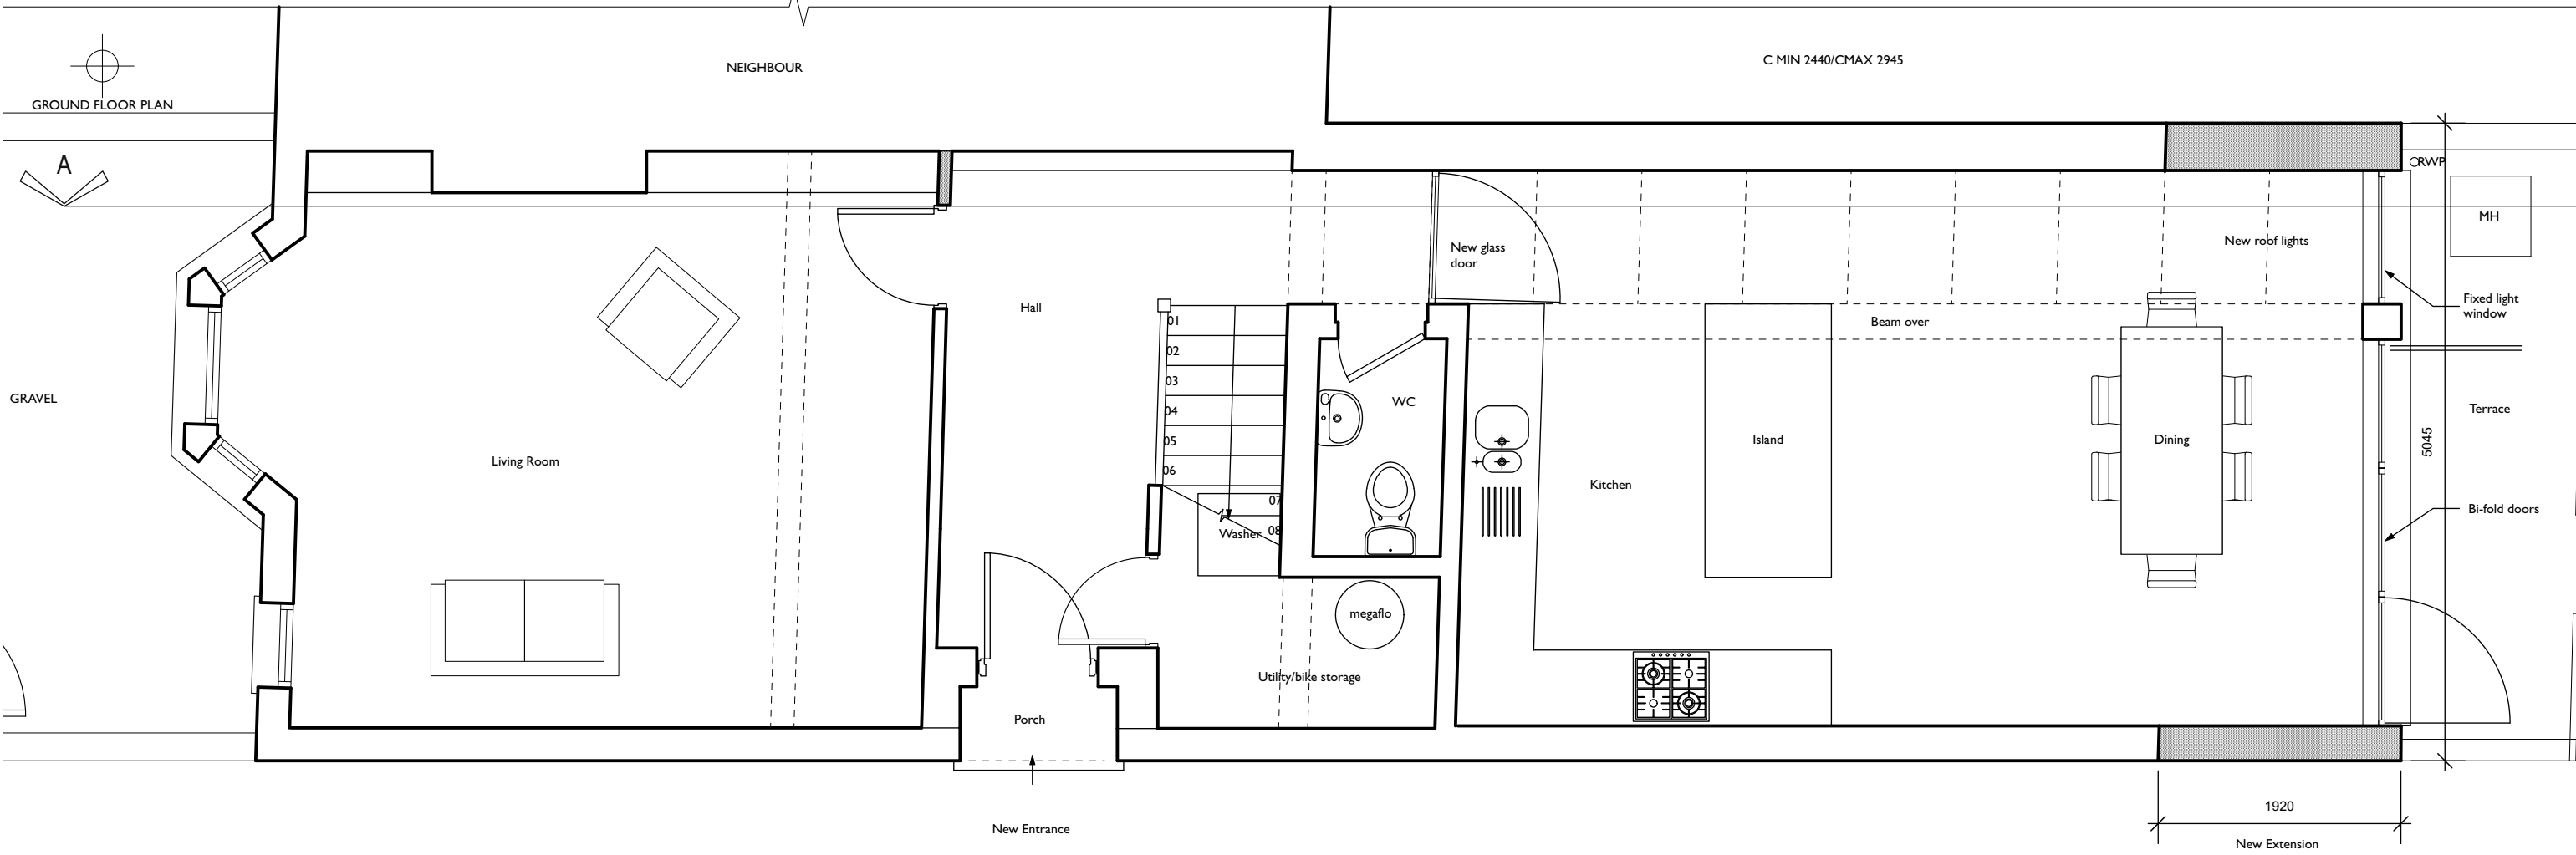 NEIGHBOUR
C MIN 2440/CMAX 2945
GROUND FLOOR PLAN
A
RWP
MH
New glass
door
New roof lights
Fixed light
window
Hall
01
02
03
04
05
06
07
08
Beam over
GRAVEL
WC
Terrace
Living Room
Island
Dining
5045
Kitchen
Bi-fold doors
Washer
megaflo
Utility/bike storage
Porch
New Entrance
1920
New Extension